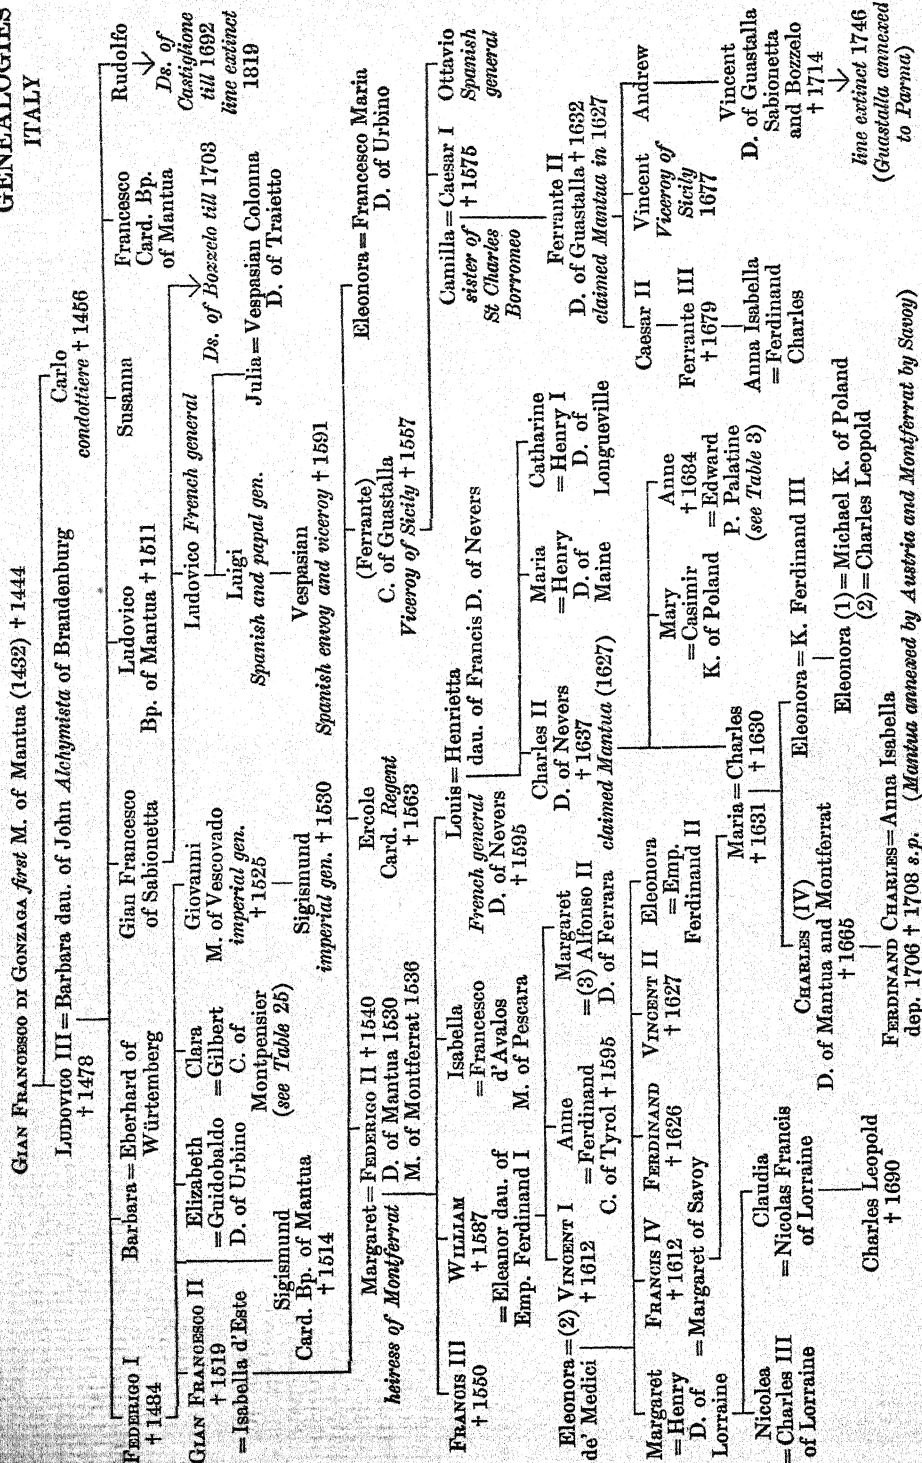 GENEALOGIES
ITALY
GIAN FRANCESCO DI GONZAGA first M. of Mantua (1432) † 1444
LUDOVICO III = Barbara dau. of John Alchymista of Brandenburg
† 1478
Carlo
condottiere † 1456
FEDERIGO I
† 1484
Barbara = Eberhard of
Würtemberg
Gian Francesco
of Sabionetta
Ludovico
Bp. of Mantua † 1511
Susanna
Francesco
Card. Bp.
of Mantua
Rudolfo
Ds. of
Castiglione
till 1692
line extinct
1819
GIAN FRANCESCO II
† 1519
= Isabella d'Este
Elizabeth
= Guidobaldo
D. of Urbino
Clara
= Gilbert
C. of
Montpensier
(see Table 25)
Giovanni
M. of Vescovado
imperial gen.
† 1525
Ludovico French general
Ds. of Bozzelo till 1703
Sigismund
Card. Bp. of Mantua
† 1514
Sigismund
imperial gen. † 1530
Luigi
Spanish and papal gen.
Julia = Vespasian Colonna
D. of Traietto
Vespasian
Spanish envoy and viceroy † 1591
Margaret = FEDERIGO II † 1540
heiress of Montferrat
D. of Mantua 1530
M. of Montferrat 1536
Ercole
Card. Regent
† 1563
(Ferrante)
C. of Guastalla
Viceroy of Sicily † 1557
Eleonora = Francesco Maria
D. of Urbino
FRANCIS III
† 1550
WILLIAM
† 1587
= Eleanor dau. of
Emp. Ferdinand I
Isabella
= Francesco
d'Avalos
M. of Pescara
Louis = Henrietta
French general
D. of Nevers
† 1595
dau. of Francis D. of Nevers
Camilla = Caesar I
† 1575
sister of
St Charles
Borromeo
Ottavio
Spanish
general
Eleonora = (2) VINCENT I
de' Medici
† 1612
Anne
= Ferdinand
C. of Tyrol † 1595
Margaret
= (3) Alfonso II
D. of Ferrara
Charles II
D. of Nevers
† 1637
claimed Mantua (1627)
Maria
= Henry
D. of
Maine
Catharine
= Henry I
D. of
Longueville
Ferrante II
D. of Guastalla † 1632
claimed Mantua in 1627
Margaret
= Henry
D. of
Lorraine
FRANCIS IV
† 1612
= Margaret of Savoy
FERDINAND
† 1626
VINCENT II
† 1627
Eleonora
= Emp.
Ferdinand II
Mary
= Casimir
K. of Poland
Anne
† 1684
= Edward
P. Palatine
(see Table 3)
Caesar II
Vincent
Viceroy of
Sicily
1677
Andrew
Ferrante III
† 1679
Anna Isabella
= Ferdinand
Charles
Vincent
D. of Guastalla
Sabionetta
and Bozzelo
† 1714
line extinct 1746
(Guastalla annexed
to Parma)
Maria = Charles
† 1631
† 1630
Nicolea
= Charles III
of Lorraine
Claudia
= Nicolas Francis
of Lorraine
CHARLES (IV)
D. of Mantua and Montferrat
† 1665
Eleonora = K. Ferdinand III
Charles Leopold
† 1690
Eleonora (1) = Michael K. of Poland
(2) = Charles Leopold
FERDINAND CHARLES = Anna Isabella
dep. 1706 † 1708 s.p. (Mantua annexed by Austria and Montferrat by Savoy)